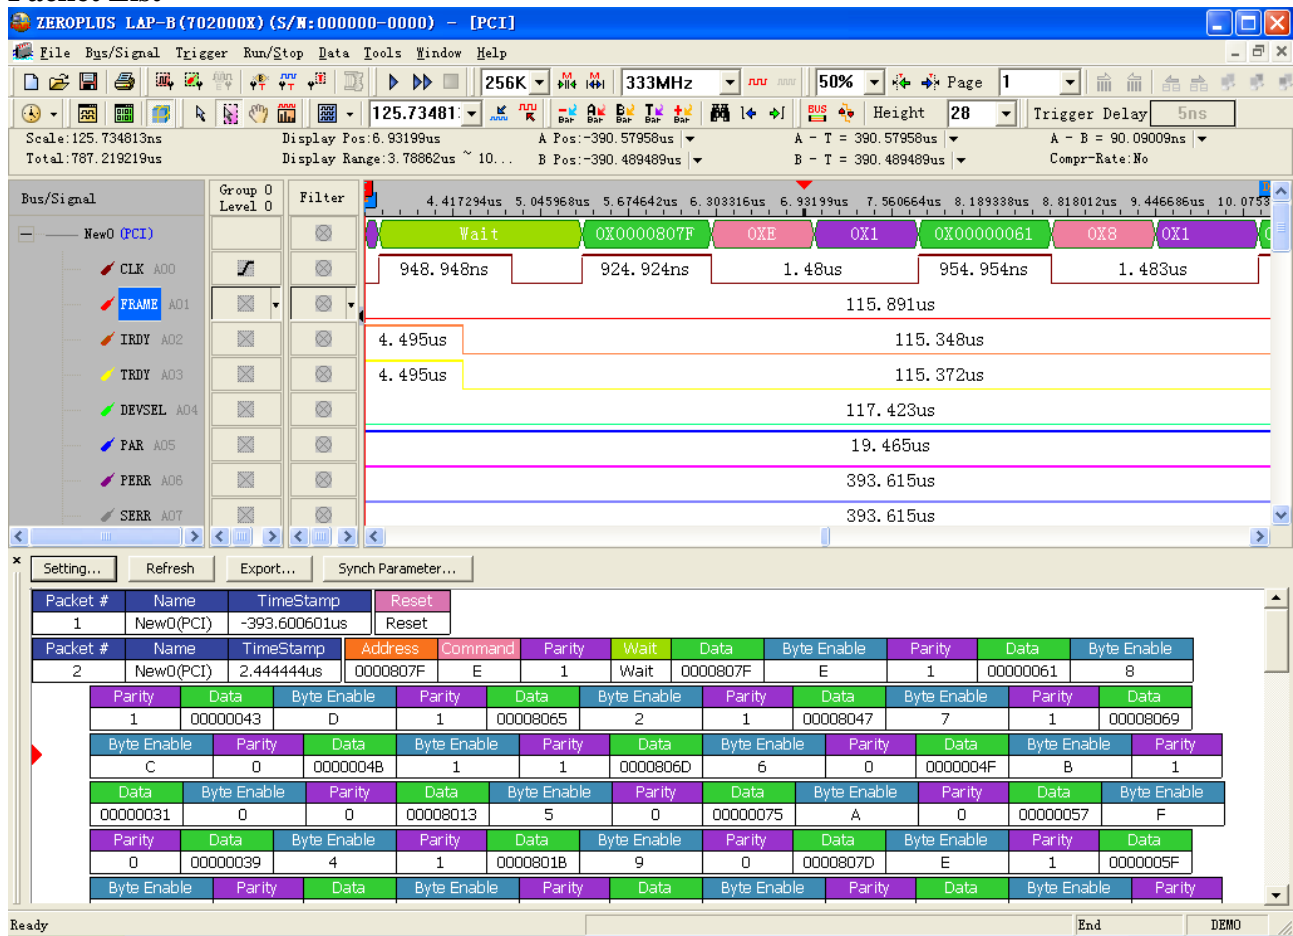 Packet List
ZEROPLUS LAP-B(702000X)(S/N:000000-0000) - [PCI]
File Bus/Signal Trigger Run/Stop Data Tools Window Help
256K 333MHz 50% Page 1
125.73481: Bar Bar Bar Bar Bar BUS Height 28 Trigger Delay 5ns
Scale:125.734813ns Display Pos:6.93199us A Pos:-390.57958us A - T = 390.57958us A - B = 90.09009ns
Total:787.219219us Display Range:3.78862us ~ 10... B Pos:-390.489489us B - T = 390.489489us Compr-Rate:No
Bus/Signal Group 0 Level 0 Filter 4.417294us 5.045968us 5.674642us 6.303316us 6.93199us 7.560664us 8.189338us 8.818012us 9.446686us 10.0753
New0 (PCI) Wait 0X0000807F 0XE 0X1 0X00000061 0X8 0X1
CLK A00 948.948ns 924.924ns 1.48us 954.954ns 1.483us
FRAME A01 115.891us
IRDY A02 4.495us 115.348us
TRDY A03 4.495us 115.372us
DEVSEL A04 117.423us
PAR A05 19.465us
PERR A06 393.615us
SERR A07 393.615us
Setting... Refresh Export... Synch Parameter...
Packet # Name TimeStamp Reset
1 New0(PCI) -393.600601us Reset
Packet # Name TimeStamp Address Command Parity Wait Data Byte Enable Parity Data Byte Enable
2 New0(PCI) 2.444444us 0000807F E 1 Wait 0000807F E 1 00000061 8
Parity Data Byte Enable Parity Data Byte Enable Parity Data Byte Enable Parity Data
1 00000043 D 1 00008065 2 1 00008047 7 1 00008069
Byte Enable Parity Data Byte Enable Parity Data Byte Enable Parity Data Byte Enable Parity
C 0 0000004B 1 1 0000806D 6 0 0000004F B 1
Data Byte Enable Parity Data Byte Enable Parity Data Byte Enable Parity Data Byte Enable
00000031 0 0 00008013 5 0 00000075 A 0 00000057 F
Parity Data Byte Enable Parity Data Byte Enable Parity Data Byte Enable Parity Data
0 00000039 4 1 0000801B 9 0 0000807D E 1 0000005F
Byte Enable Parity Data Byte Enable Parity Data Byte Enable Parity Data Byte Enable Parity
Ready End DEMO